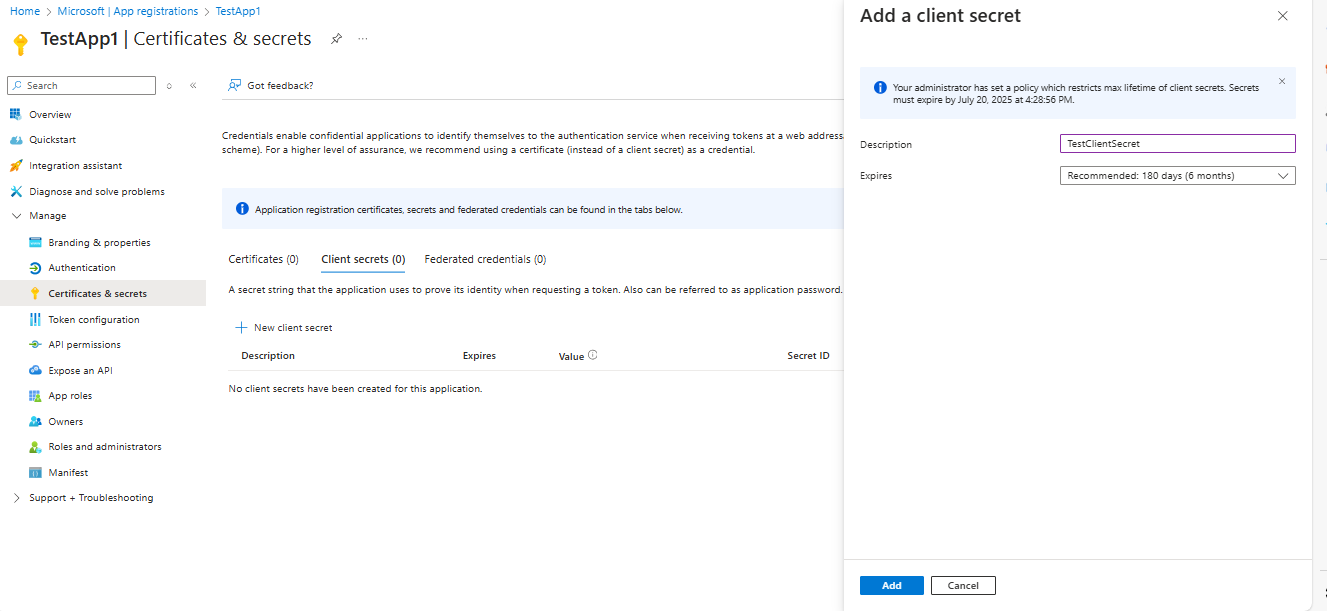 Home > Microsoft | App registrations > TestApp1
TestApp1 | Certificates & secrets
Search
Overview
Quickstart
Integration assistant
Diagnose and solve problems
Manage
Branding & properties
Authentication
Certificates & secrets
Token configuration
API permissions
Expose an API
App roles
Owners
Roles and administrators
Manifest
Support + Troubleshooting
Got feedback?
Credentials enable confidential applications to identify themselves to the authentication service when receiving tokens at a web address
scheme). For a higher level of assurance, we recommend using a certificate (instead of a client secret) as a credential.
Application registration certificates, secrets and federated credentials can be found in the tabs below.
Certificates (0) Client secrets (0) Federated credentials (0)
A secret string that the application uses to prove its identity when requesting a token. Also can be referred to as application password.
New client secret
Description Expires Value Secret ID
No client secrets have been created for this application.
Add a client secret
Your administrator has set a policy which restricts max lifetime of client secrets. Secrets
must expire by July 20, 2025 at 4:28:56 PM.
Description TestClientSecret
Expires Recommended: 180 days (6 months)
Add Cancel